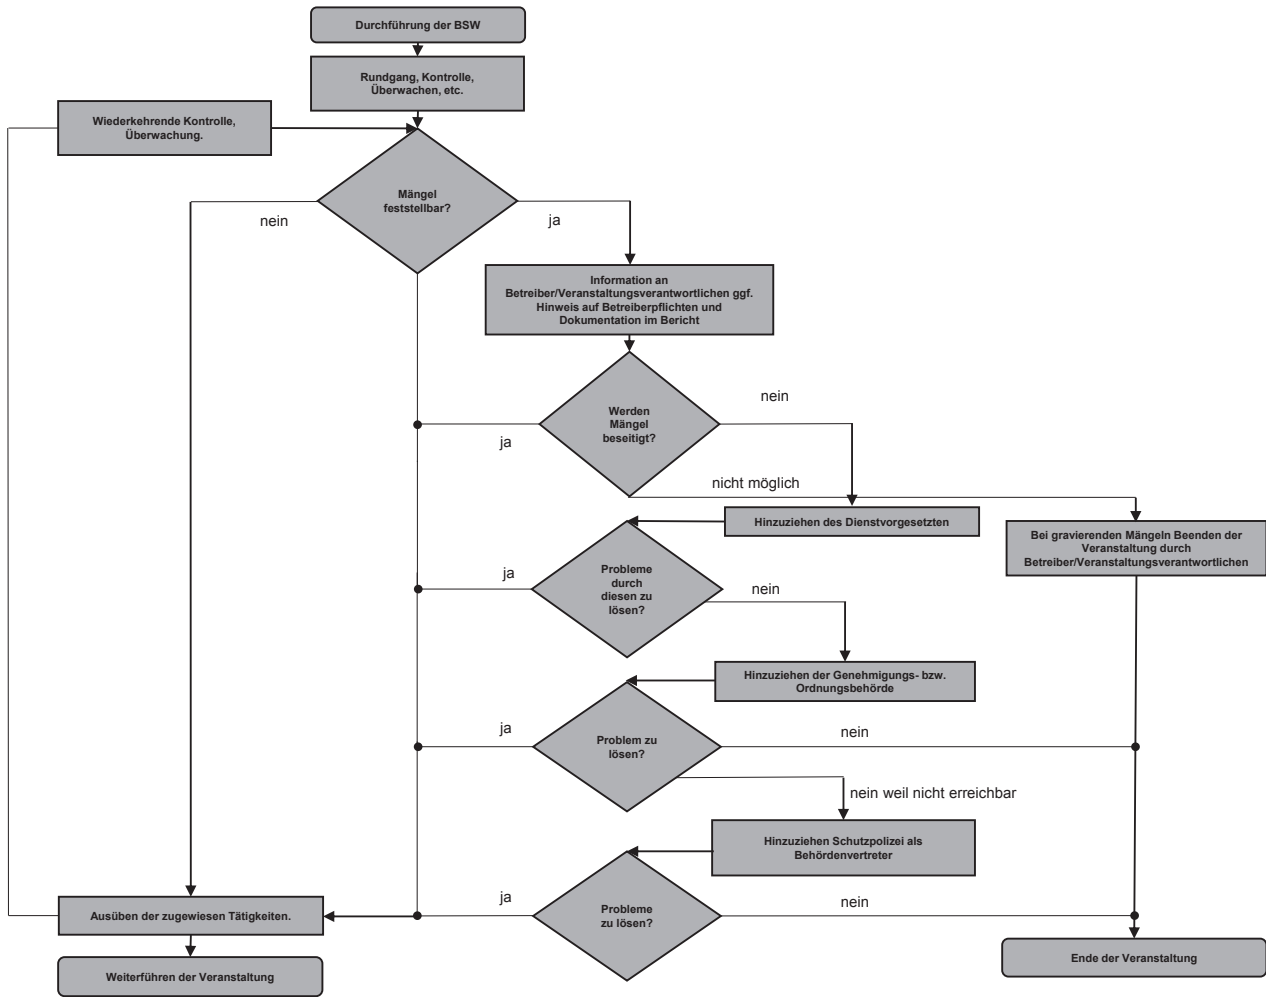 Durchführung der BSW
Rundgang, Kontrolle,
Überwachen, etc.
Wiederkehrende Kontrolle,
Überwachung.
Mängel
feststellbar?
nein
ja
Information an
Betreiber/Veranstaltungsverantwortlichen ggf.
Hinweis auf Betreiberpflichten und
Dokumentation im Bericht
Werden
Mängel
beseitigt?
nein
ja
nicht möglich
Hinzuziehen des Dienstvorgesetzten
Bei gravierenden Mängeln Beenden der
Veranstaltung durch
Betreiber/Veranstaltungsverantwortlichen
Probleme
durch
diesen zu
lösen?
ja
nein
Hinzuziehen der Genehmigungs- bzw.
Ordnungsbehörde
Problem zu
lösen?
ja
nein
nein weil nicht erreichbar
Hinzuziehen Schutzpolizei als
Behördenvertreter
Probleme
zu lösen?
ja
nein
Ausüben der zugewiesen Tätigkeiten.
Weiterführen der Veranstaltung
Ende der Veranstaltung